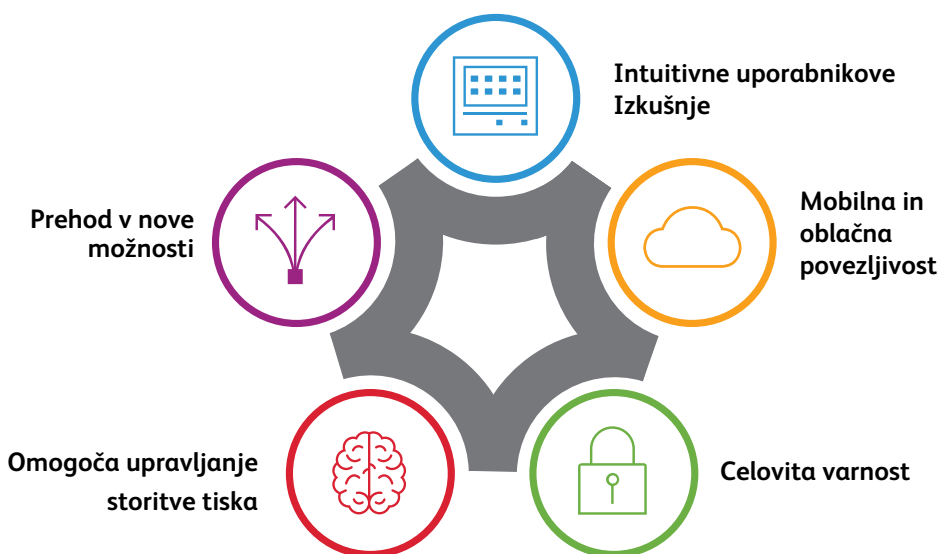 Intuitivne uporabnikove
Izkušnje
Prehod v nove
možnosti
Mobilna in
oblačna
povezljivost
Omogoča upravljanje
storitve tiska
Celovita varnost